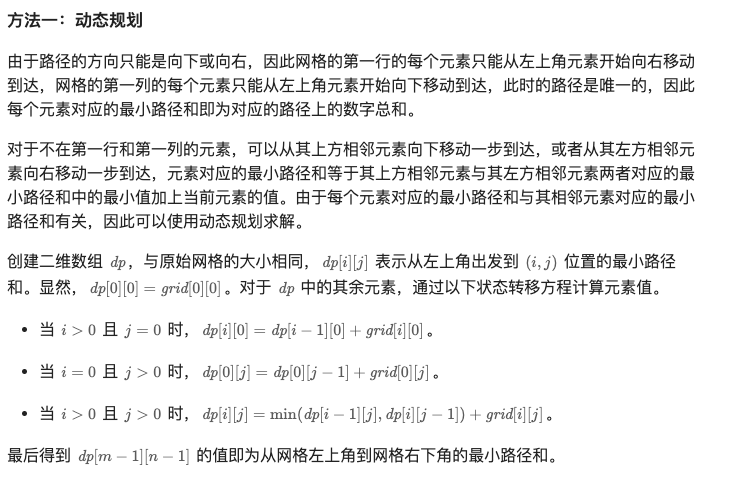 方法一：动态规划
由于路径的方向只能是向下或向右，因此网格的第一行的每个元素只能从左上角元素开始向右移动
到达，网格的第一列的每个元素只能从左上角元素开始向下移动到达，此时的路径是唯一的，因此
每个元素对应的最小路径和即为对应的路径上的数字总和。
对于不在第一行和第一列的元素，可以从其上方相邻元素向下移动一步到达，或者从其左方相邻元
素向右移动一步到达，元素对应的最小路径和等于其上方相邻元素与其左方相邻元素两者对应的最
小路径和中的最小值加上当前元素的值。由于每个元素对应的最小路径和与其相邻元素对应的最小
路径和有关，因此可以使用动态规划求解。
创建二维数组 dp，与原始网格的大小相同，dp[i][j] 表示从左上角出发到 (i, j) 位置的最小路径
和。显然，dp[0][0] = grid[0][0]。对于 dp 中的其余元素，通过以下状态转移方程计算元素值。
• 当 i > 0 且 j = 0 时，dp[i][0] = dp[i − 1][0] + grid[i][0]。
• 当 i = 0 且 j > 0 时，dp[0][j] = dp[0][j − 1] + grid[0][j]。
• 当 i > 0 且 j > 0 时，dp[i][j] = min(dp[i − 1][j], dp[i][j − 1]) + grid[i][j]。
最后得到 dp[m − 1][n − 1] 的值即为从网格左上角到网格右下角的最小路径和。